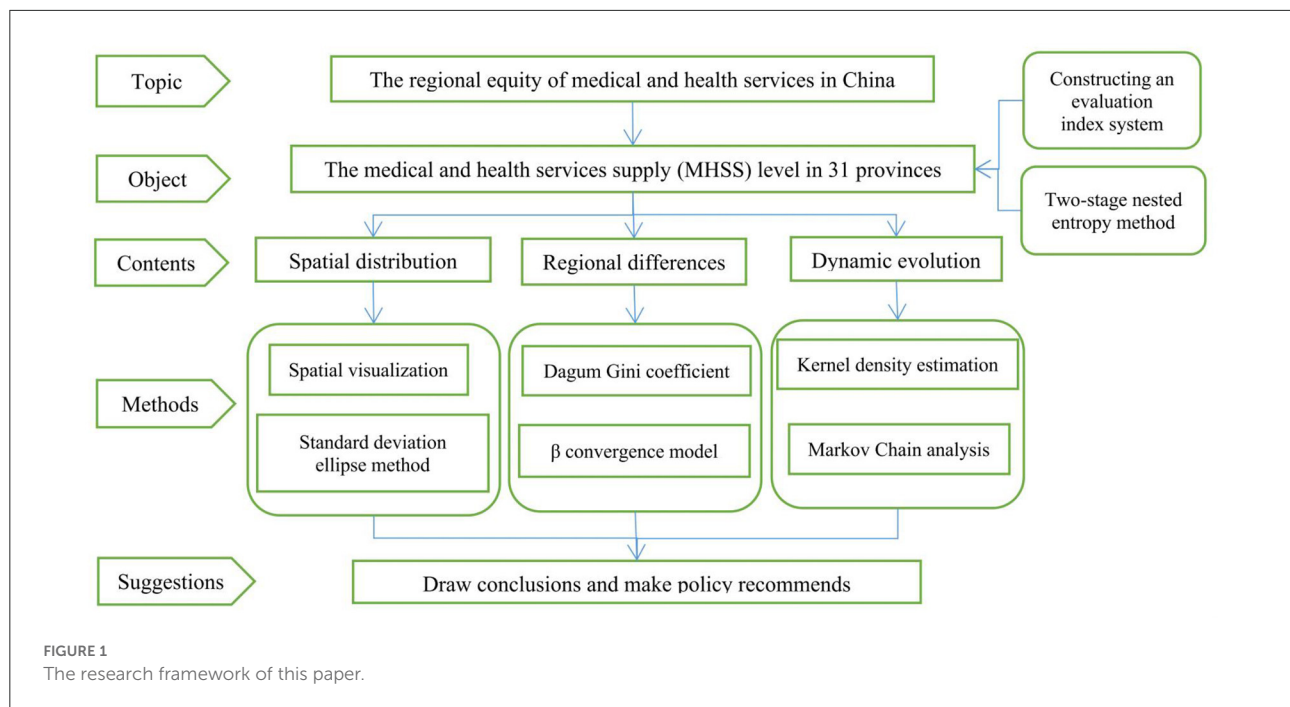 Topic
The regional equity of medical and health services in China
Constructing an
evaluation
index system
Object
The medical and health services supply (MHSS) level in 31 provinces
Two-stage nested
entropy method
Contents
Spatial distribution
Regional differences
Dynamic evolution
Methods
Spatial visualization
Standard deviation
ellipse method
Dagum Gini coefficient
β convergence model
Kernel density estimation
Markov Chain analysis
Suggestions
Draw conclusions and make policy recommends
FIGURE 1
The research framework of this paper.